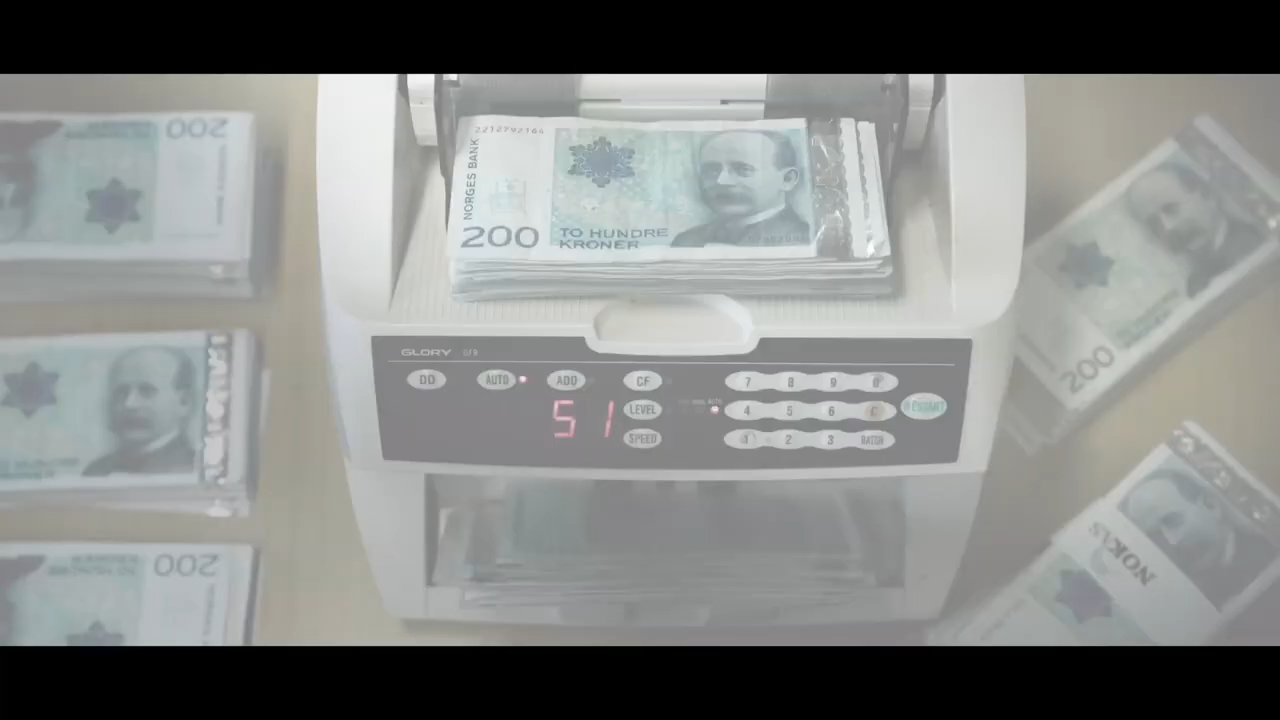 200
2212792164
NORGES BANK
200
TO HUNDRE
KRONER
200
GLORY
DD
AUTO
ADD
CF
7 8 9 0
51
LEVEL
4 5 6 C
SPEED
1 2 3 BATCH
NOKAS
200